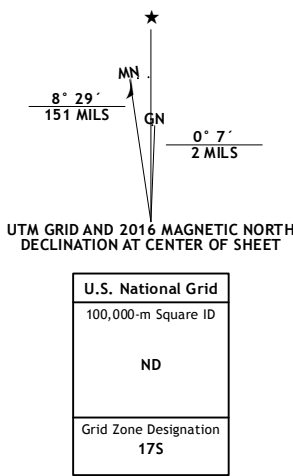 ★
MN
8° 29´
151 MILS
GN
0° 7´
2 MILS
UTM GRID AND 2016 MAGNETIC NORTH
DECLINATION AT CENTER OF SHEET
U.S. National Grid
100,000-m Square ID
ND
Grid Zone Designation
17S